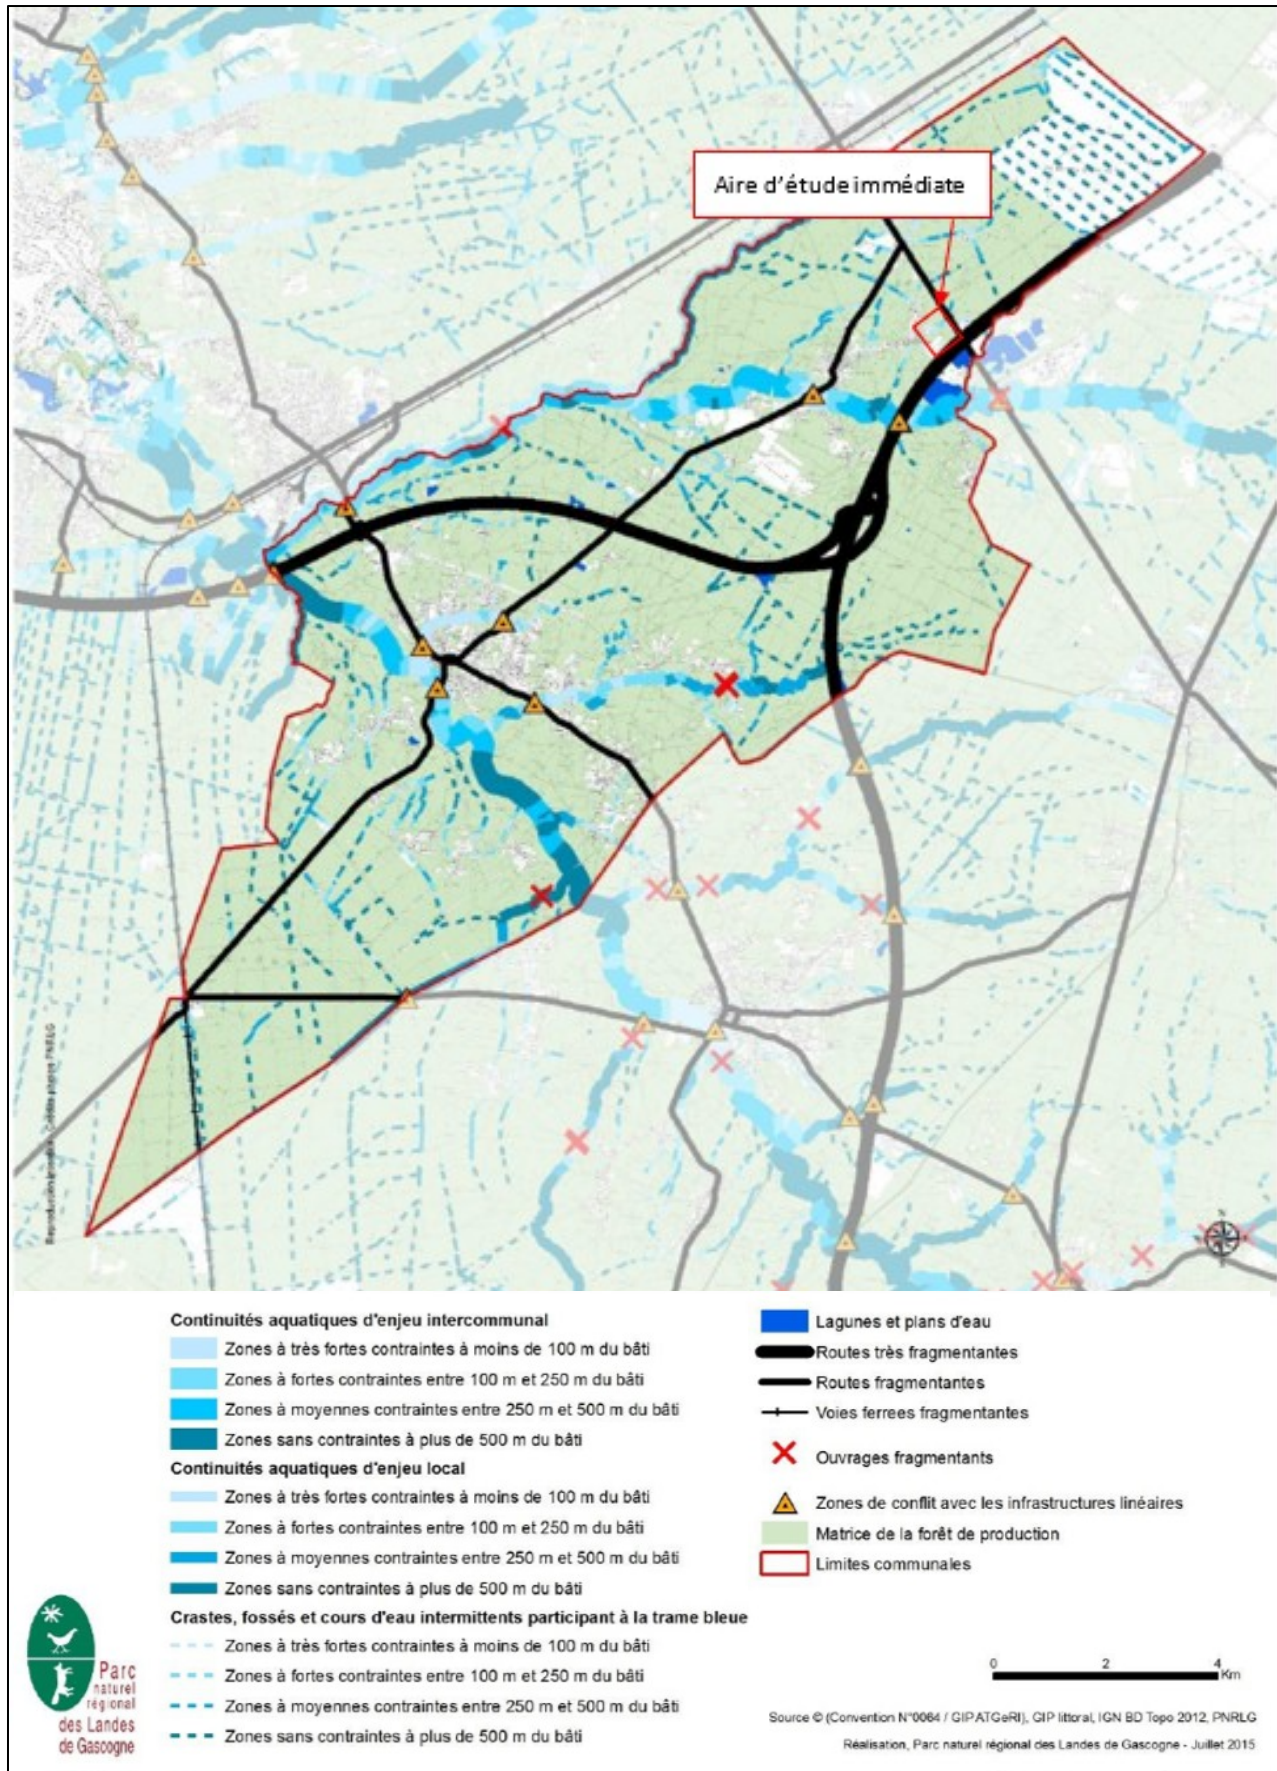 Aire d'étude immédiate
Continuités aquatiques d'enjeu intercommunal
Zones à très fortes contraintes à moins de 100 m du bâti
Zones à fortes contraintes entre 100 m et 250 m du bâti
Zones à moyennes contraintes entre 250 m et 500 m du bâti
Zones sans contraintes à plus de 500 m du bâti
Continuités aquatiques d'enjeu local
Zones à très fortes contraintes à moins de 100 m du bâti
Zones à fortes contraintes entre 100 m et 250 m du bâti
Zones à moyennes contraintes entre 250 m et 500 m du bâti
Zones sans contraintes à plus de 500 m du bâti
Crastes, fossés et cours d'eau intermittents participant à la trame bleue
Zones à très fortes contraintes à moins de 100 m du bâti
Zones à fortes contraintes entre 100 m et 250 m du bâti
Zones à moyennes contraintes entre 250 m et 500 m du bâti
Zones sans contraintes à plus de 500 m du bâti
Lagunes et plans d'eau
Routes très fragmentantes
Routes fragmentantes
Voies ferrees fragmentantes
Ouvrages fragmentants
Zones de conflit avec les infrastructures linéaires
Matrice de la forêt de production
Limites communales
Parc
naturel
régional
des Landes
de Gascogne
0 2 4
Km
Source © (Convention N°0064 / GIP ATGeRI), GIP littoral, IGN BD Topo 2012, PNRLG
Réalisation, Parc naturel régional des Landes de Gascogne - Juillet 2015